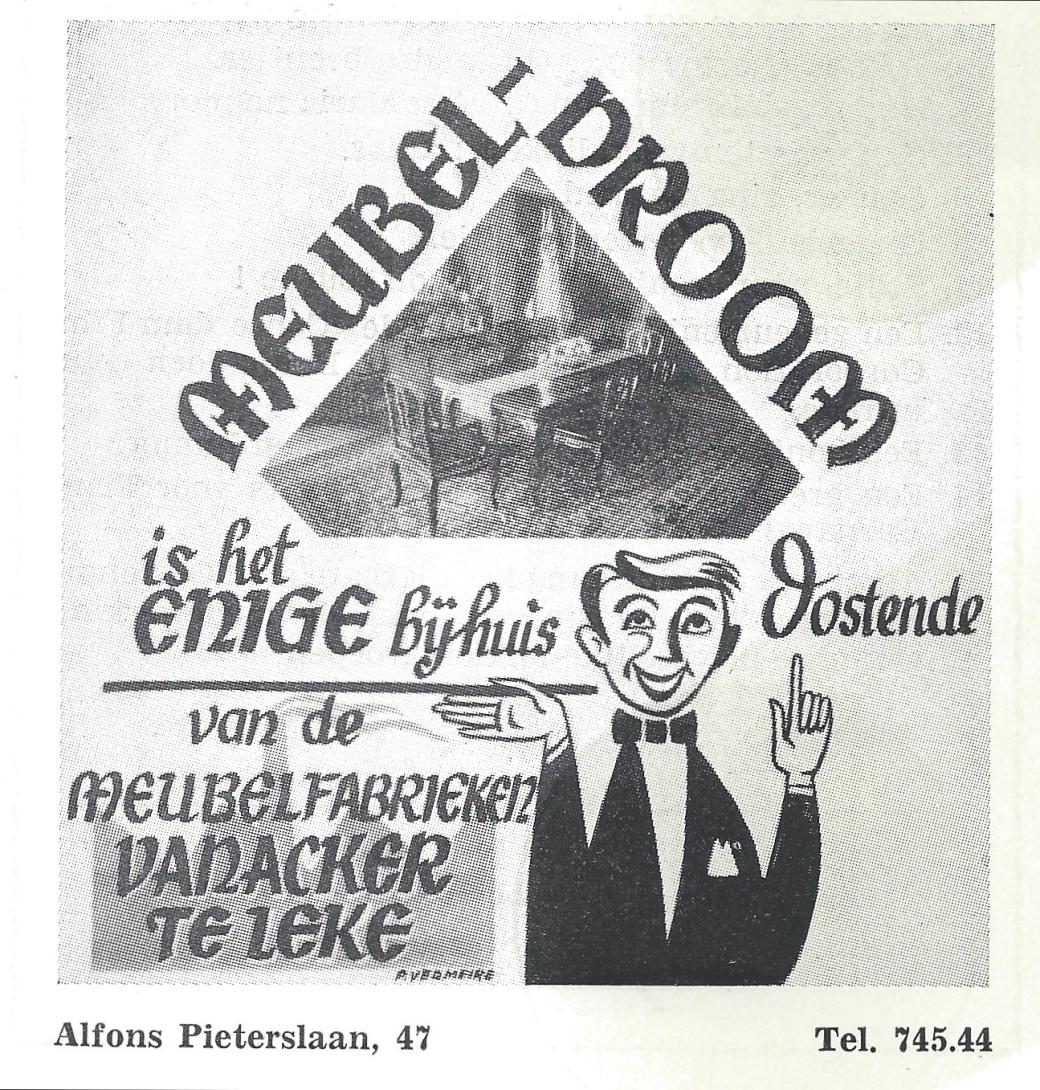 MEUBEL-DROOM
is het
ENIGE bijhuis Oostende
van de
MEUBELFABRIEKEN
VANACKER
TE LEKE
P. VERMEIRE
Alfons Pieterslaan, 47 Tel. 745.44